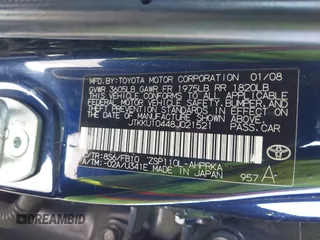 MFD.BY: TOYOTA MOTOR CORPORATION 01/08
GVWR 3605LB GAWR FR 1975LB RR 1820LB
THIS VEHICLE CONFORMS TO ALL APPLICABLE
FEDERAL MOTOR VEHICLE SAFETY, BUMPER, AND
THEFT PREVENTION STANDARDS IN EFFECT ON
THE DATE OF MANUFACTURE SHOWN ABOVE.
JTKKU10448J021521 PASS.CAR
C/TR: 8S6/FB10 ZSP110L-AHPRKA
A/TM: -02A/U341E MADE IN JAPAN
957 A
TOYOTA
© DREAMBID